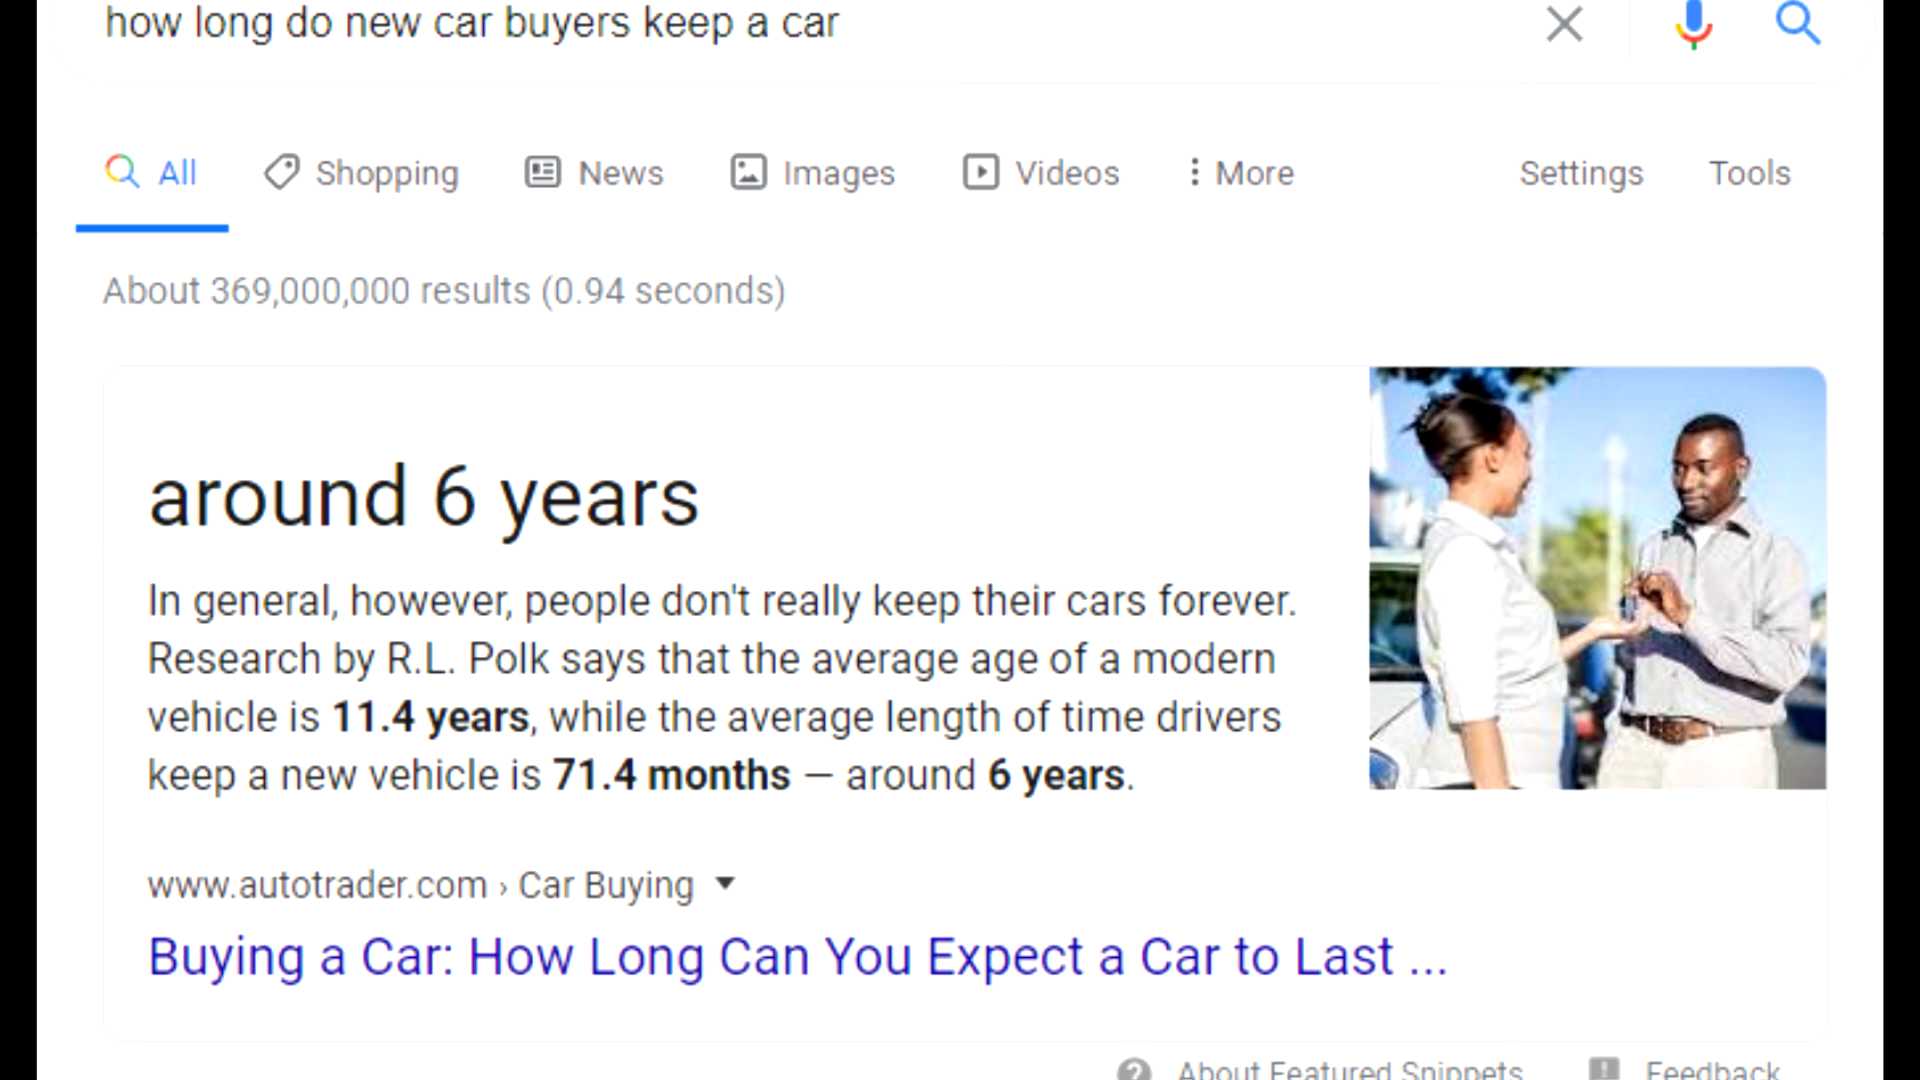 how long do new car buyers keep a car
All Shopping News Images Videos More Settings Tools
About 369,000,000 results (0.94 seconds)
around 6 years
In general, however, people don't really keep their cars forever.
Research by R.L. Polk says that the average age of a modern
vehicle is 11.4 years, while the average length of time drivers
keep a new vehicle is 71.4 months — around 6 years.
www.autotrader.com › Car Buying
Buying a Car: How Long Can You Expect a Car to Last ...
About Featured Snippets Feedback